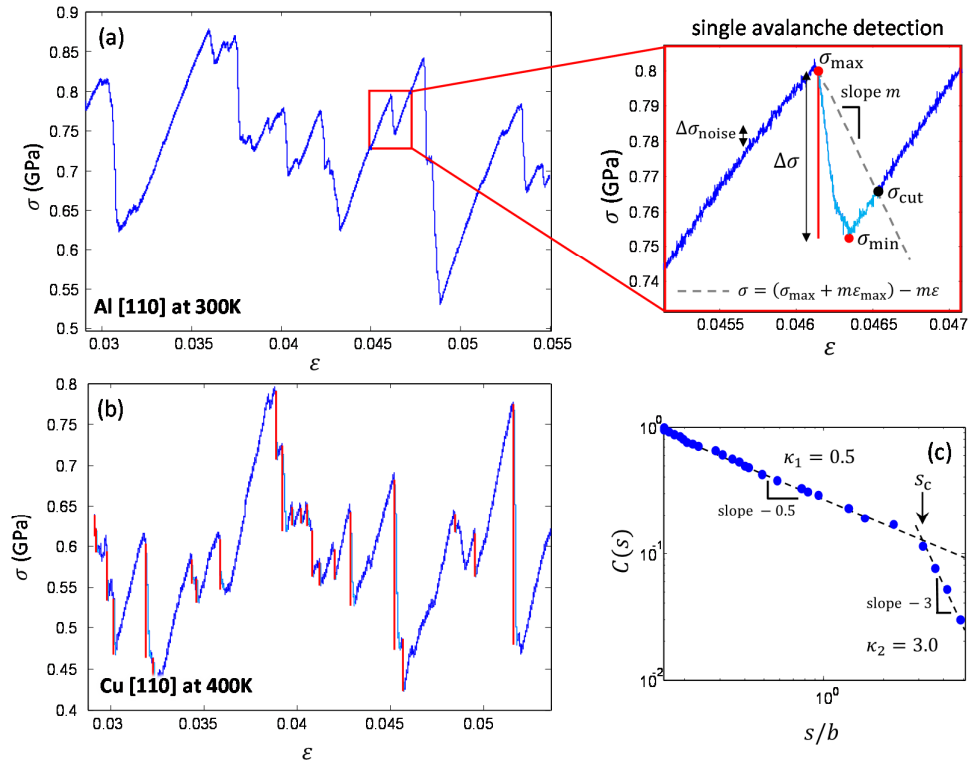 (a)
0.9
0.85
0.8
0.75
0.7
0.65
0.6
0.55
0.5
σ (GPa)
Al [110] at 300K
0.03
0.035
0.04
0.045
0.05
0.055
ε
single avalanche detection
0.8
0.79
0.78
0.77
0.76
0.75
0.74
σ (GPa)
σmax
slope m
Δσnoise
Δσ
σcut
σmin
σ = (σmax + mεmax) − mε
0.0455
0.046
0.0465
0.047
ε
(b)
0.8
0.75
0.7
0.65
0.6
0.55
0.5
0.45
0.4
σ (GPa)
Cu [110] at 400K
0.03
0.035
0.04
0.045
0.05
ε
(c)
10⁰
10⁻¹
10⁻²
C(s)
κ₁ = 0.5
sc
slope − 0.5
slope − 3
κ₂ = 3.0
10⁰
s/b